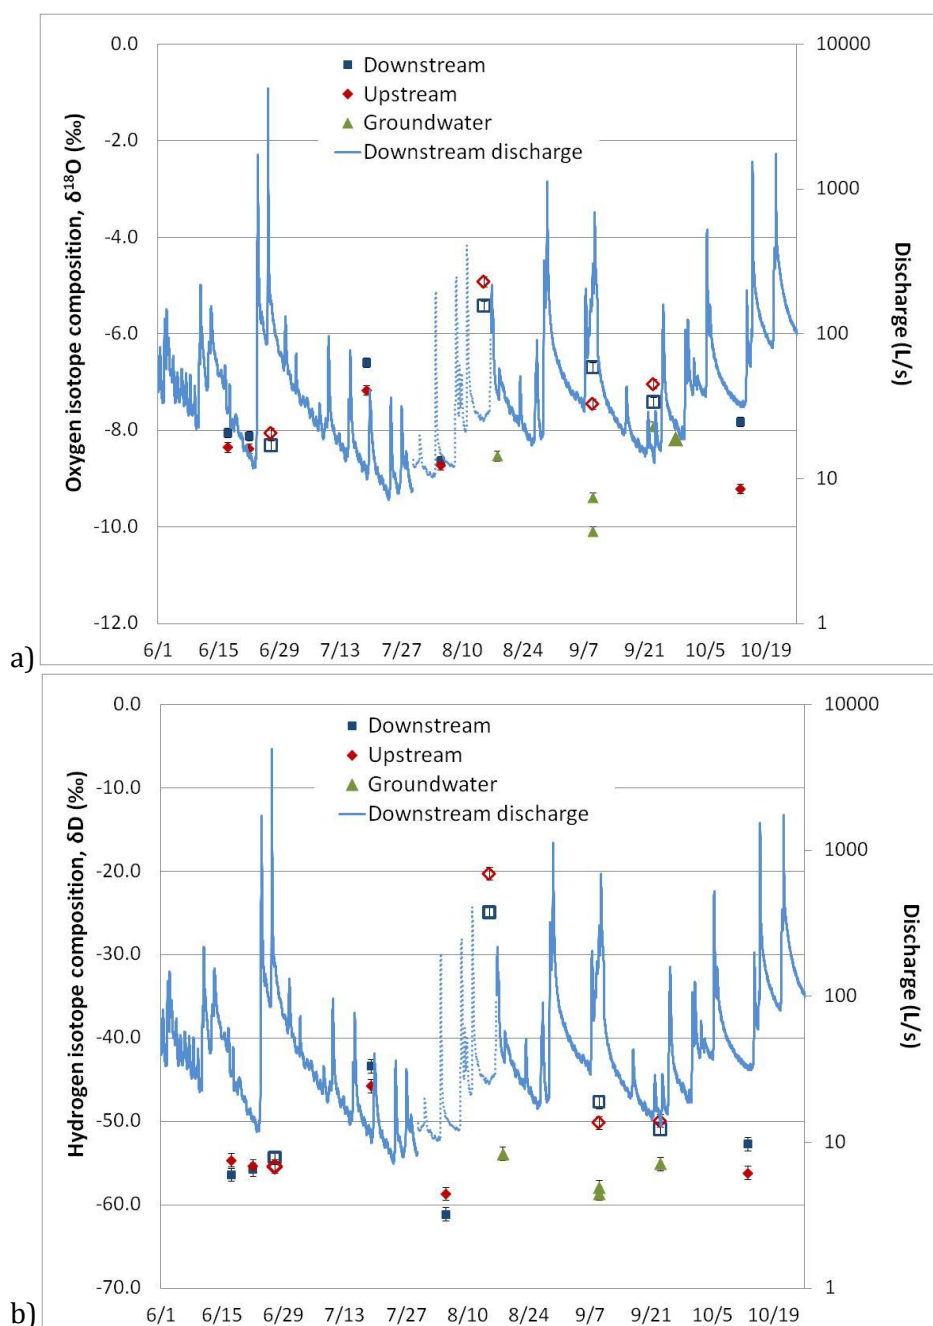 0.0
-2.0
-4.0
-6.0
-8.0
-10.0
-12.0
Oxygen isotope composition, δ¹⁸O (‰)
Downstream
Upstream
Groundwater
Downstream discharge
10000
1000
100
10
1
Discharge (L/s)
6/1 6/15 6/29 7/13 7/27 8/10 8/24 9/7 9/21 10/5 10/19
a)
0.0
-10.0
-20.0
-30.0
-40.0
-50.0
-60.0
-70.0
Hydrogen isotope composition, δD (‰)
Downstream
Upstream
Groundwater
Downstream discharge
10000
1000
100
10
1
Discharge (L/s)
6/1 6/15 6/29 7/13 7/27 8/10 8/24 9/7 9/21 10/5 10/19
b)